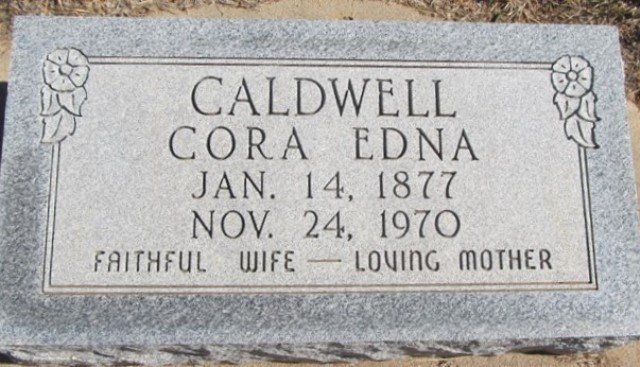 CALDWELL
CORA EDNA
JAN. 14, 1877
NOV. 24, 1970
FAITHFUL WIFE — LOVING MOTHER